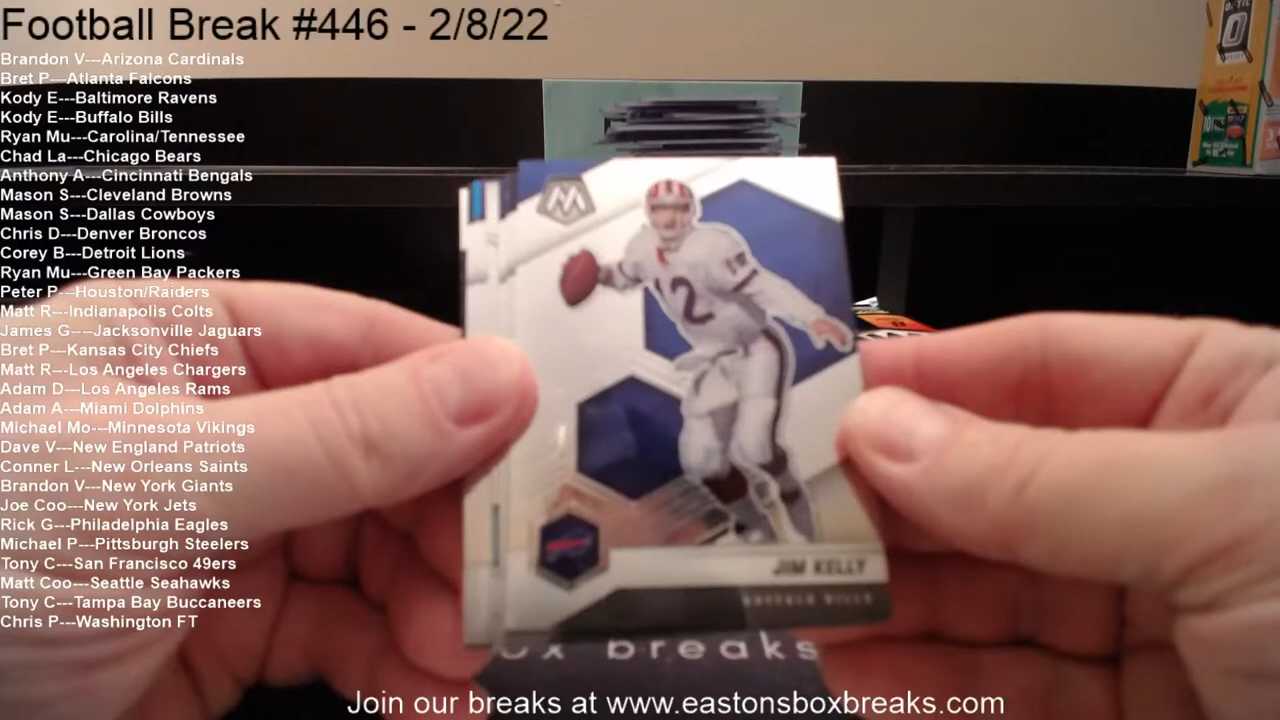 Football Break #446 - 2/8/22
Brandon V---Arizona Cardinals
Bret P---Atlanta Falcons
Kody E---Baltimore Ravens
Kody E---Buffalo Bills
Ryan Mu---Carolina/Tennessee
Chad La---Chicago Bears
Anthony A---Cincinnati Bengals
Mason S---Cleveland Browns
Mason S---Dallas Cowboys
Chris D---Denver Broncos
Corey B---Detroit Lions
Ryan Mu---Green Bay Packers
Peter P---Houston/Raiders
Matt R---Indianapolis Colts
James G----Jacksonville Jaguars
Bret P---Kansas City Chiefs
Matt R---Los Angeles Chargers
Adam D---Los Angeles Rams
Adam A---Miami Dolphins
Michael Mo---Minnesota Vikings
Dave V---New England Patriots
Conner L---New Orleans Saints
Brandon V---New York Giants
Joe Coo---New York Jets
Rick G---Philadelphia Eagles
Michael P---Pittsburgh Steelers
Tony C---San Francisco 49ers
Matt Coo---Seattle Seahawks
Tony C---Tampa Bay Buccaneers
Chris P---Washington FT
M
12
12
JIM KELLY
BUFFALO BILLS
box breaks
Join our breaks at www.eastonsboxbreaks.com